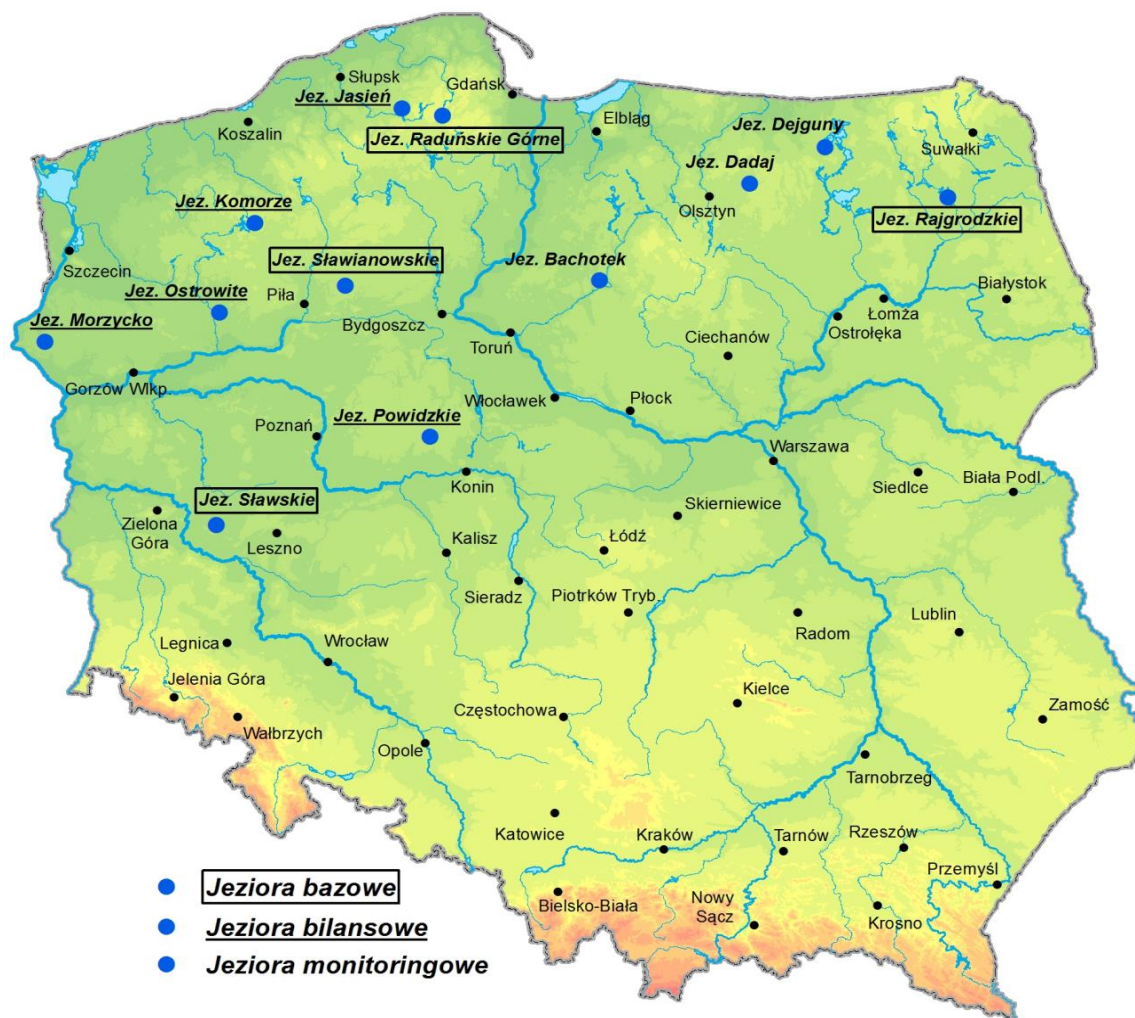 Słupsk
Gdańsk
Jez. Jasień
Koszalin
Jez. Raduńskie Górne
Elbląg
Jez. Dejguny
Suwałki
Jez. Dadaj
Olsztyn
Jez. Komorze
Jez. Rajgrodzkie
Szczecin
Jez. Sławianowskie
Jez. Bachotek
Jez. Ostrowite
Piła
Białystok
Łomża
Jez. Morzycko
Bydgoszcz
Ostrołęka
Toruń
Ciechanów
Gorzów Wlkp.
Włocławek
Płock
Jez. Powidzkie
Poznań
Warszawa
Konin
Siedlce
Biała Podl.
Jez. Sławskie
Skierniewice
Zielona
Góra
Leszno
Kalisz
Łódź
Sieradz
Piotrków Tryb.
Lublin
Radom
Legnica
Wrocław
Jelenia Góra
Kielce
Zamość
Częstochowa
Wałbrzych
Opole
Tarnobrzeg
Katowice
Kraków
Tarnów
Rzeszów
Przemyśl
Bielsko-Biała
Nowy
Sącz
Krosno
Jeziora bazowe
Jeziora bilansowe
Jeziora monitoringowe